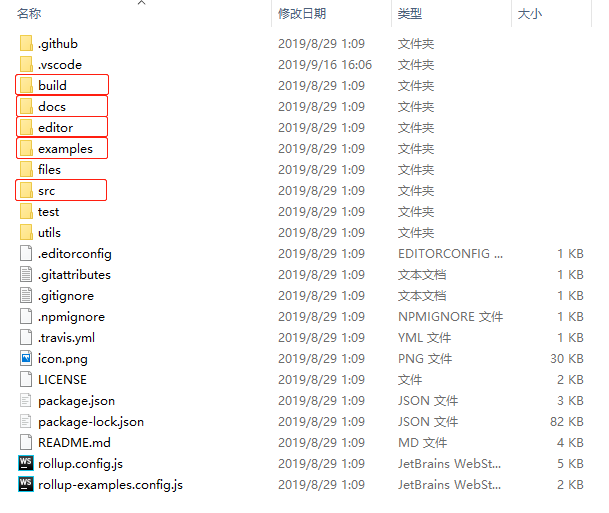 名称 修改日期 类型 大小
.github 2019/8/29 1:09 文件夹
.vscode 2019/9/16 16:06 文件夹
build 2019/8/29 1:09 文件夹
docs 2019/8/29 1:09 文件夹
editor 2019/8/29 1:09 文件夹
examples 2019/8/29 1:09 文件夹
files 2019/8/29 1:09 文件夹
src 2019/8/29 1:09 文件夹
test 2019/8/29 1:09 文件夹
utils 2019/8/29 1:09 文件夹
.editorconfig 2019/8/29 1:09 EDITORCONFIG ... 1 KB
.gitattributes 2019/8/29 1:09 文本文档 1 KB
.gitignore 2019/8/29 1:09 文本文档 1 KB
.npmignore 2019/8/29 1:09 NPMIGNORE 文件 1 KB
.travis.yml 2019/8/29 1:09 YML 文件 1 KB
icon.png 2019/8/29 1:09 PNG 文件 30 KB
LICENSE 2019/8/29 1:09 文件 2 KB
package.json 2019/8/29 1:09 JSON 文件 3 KB
package-lock.json 2019/8/29 1:09 JSON 文件 82 KB
README.md 2019/8/29 1:09 MD 文件 4 KB
WS rollup.config.js 2019/8/29 1:09 JetBrains WebSt... 5 KB
WS rollup-examples.config.js 2019/8/29 1:09 JetBrains WebSt... 2 KB